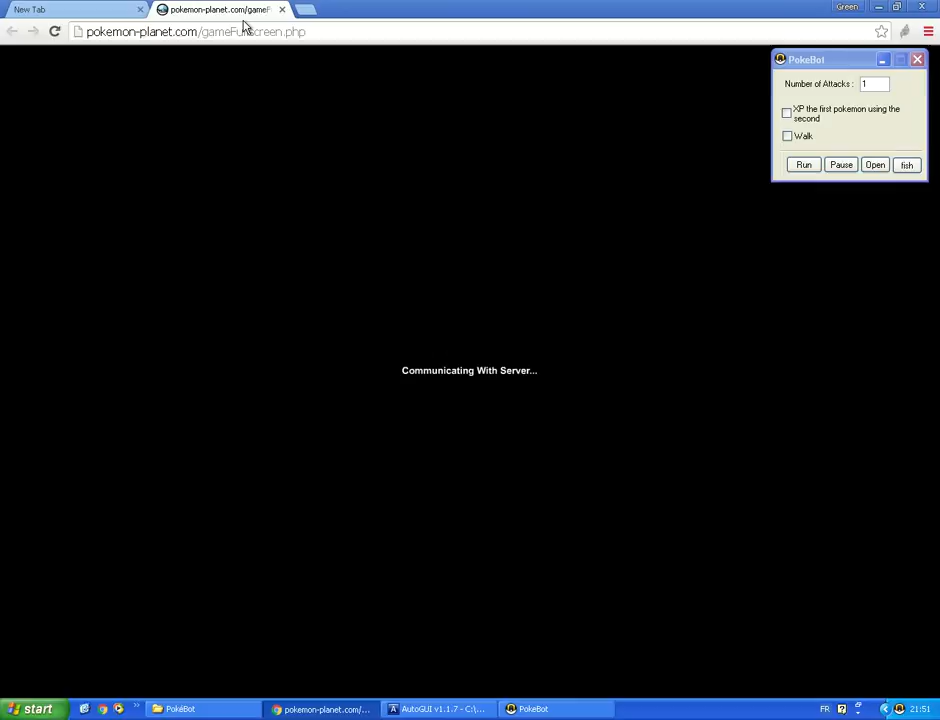 New Tab
pokemon-planet.com/gameF
Green
pokemon-planet.com/gameFullscreen.php
PokeBot
Number of Attacks : 1
XP the first pokemon using the
second
Walk
Run Pause Open fish
Communicating With Server...
start
PokéBot
pokemon-planet.com/...
AutoGUI v1.1.7 - C:\...
PokeBot
FR
21:51